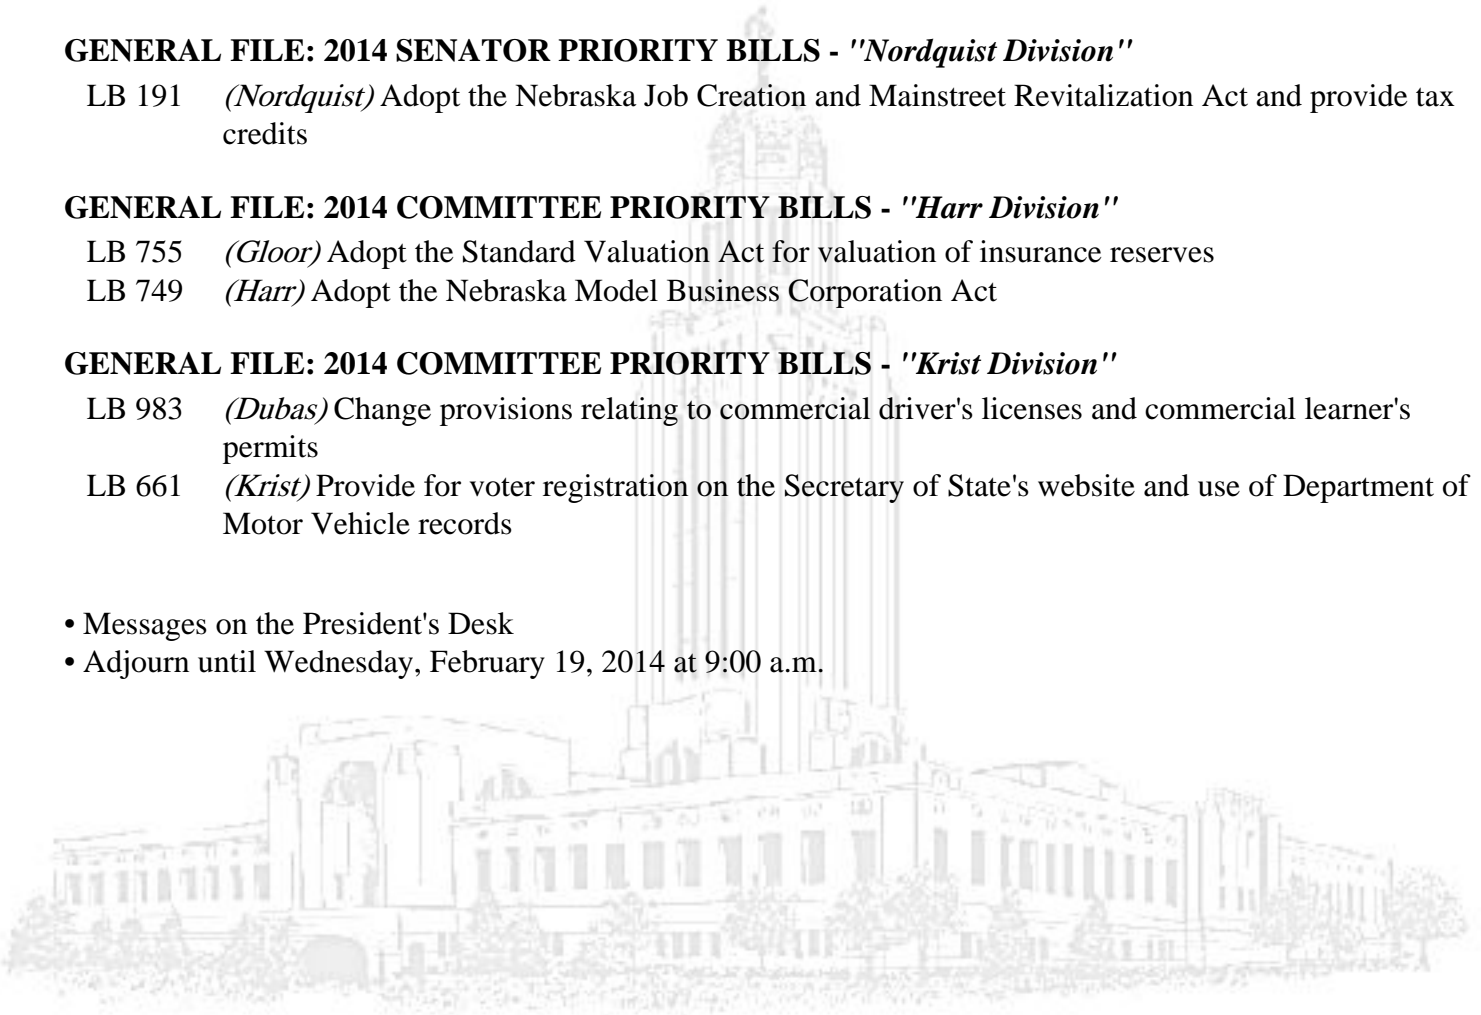 GENERAL FILE: 2014 SENATOR PRIORITY BILLS - "Nordquist Division"
LB 191 (Nordquist) Adopt the Nebraska Job Creation and Mainstreet Revitalization Act and provide tax
credits
GENERAL FILE: 2014 COMMITTEE PRIORITY BILLS - "Harr Division"
LB 755 (Gloor) Adopt the Standard Valuation Act for valuation of insurance reserves
LB 749 (Harr) Adopt the Nebraska Model Business Corporation Act
GENERAL FILE: 2014 COMMITTEE PRIORITY BILLS - "Krist Division"
LB 983 (Dubas) Change provisions relating to commercial driver's licenses and commercial learner's
permits
LB 661 (Krist) Provide for voter registration on the Secretary of State's website and use of Department of
Motor Vehicle records
• Messages on the President's Desk
• Adjourn until Wednesday, February 19, 2014 at 9:00 a.m.